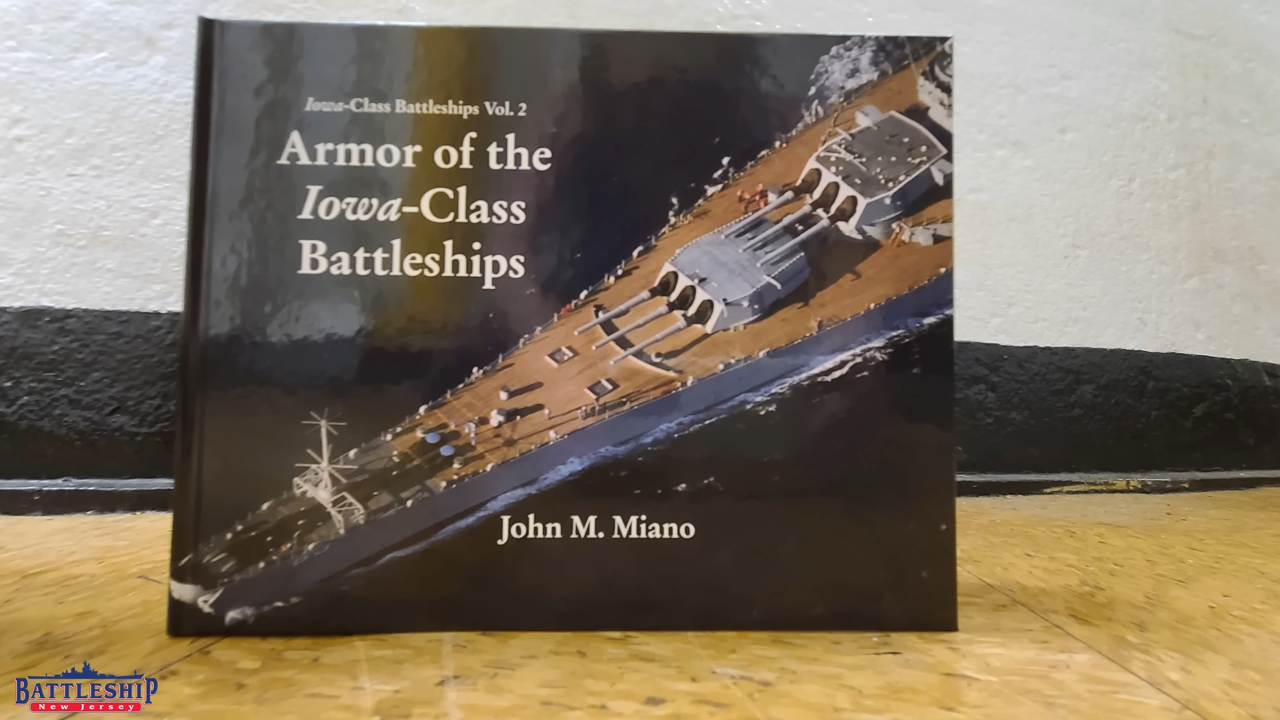 Iowa-Class Battleships Vol. 2
Armor of the
Iowa-Class
Battleships
John M. Miano
BATTLESHIP
New Jersey